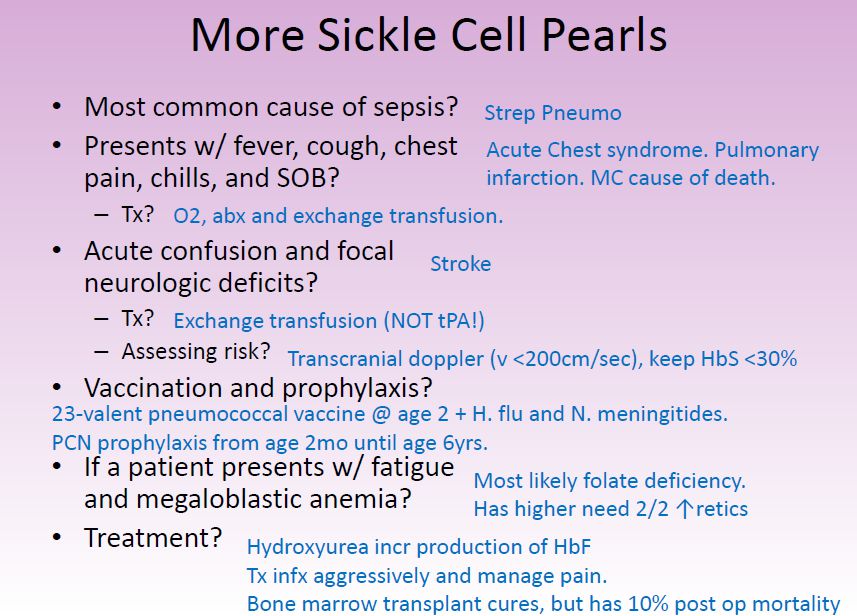 More Sickle Cell Pearls
• Most common cause of sepsis? Strep Pneumo
• Presents w/ fever, cough, chest
pain, chills, and SOB?
Acute Chest syndrome. Pulmonary
infarction. MC cause of death.
– Tx? O2, abx and exchange transfusion.
• Acute confusion and focal
neurologic deficits?
Stroke
– Tx? Exchange transfusion (NOT tPA!)
– Assessing risk? Transcranial doppler (v <200cm/sec), keep HbS <30%
• Vaccination and prophylaxis?
23-valent pneumococcal vaccine @ age 2 + H. flu and N. meningitides.
PCN prophylaxis from age 2mo until age 6yrs.
• If a patient presents w/ fatigue
and megaloblastic anemia?
Most likely folate deficiency.
Has higher need 2/2 ↑retics
• Treatment?
Hydroxyurea incr production of HbF
Tx infx aggressively and manage pain.
Bone marrow transplant cures, but has 10% post op mortality